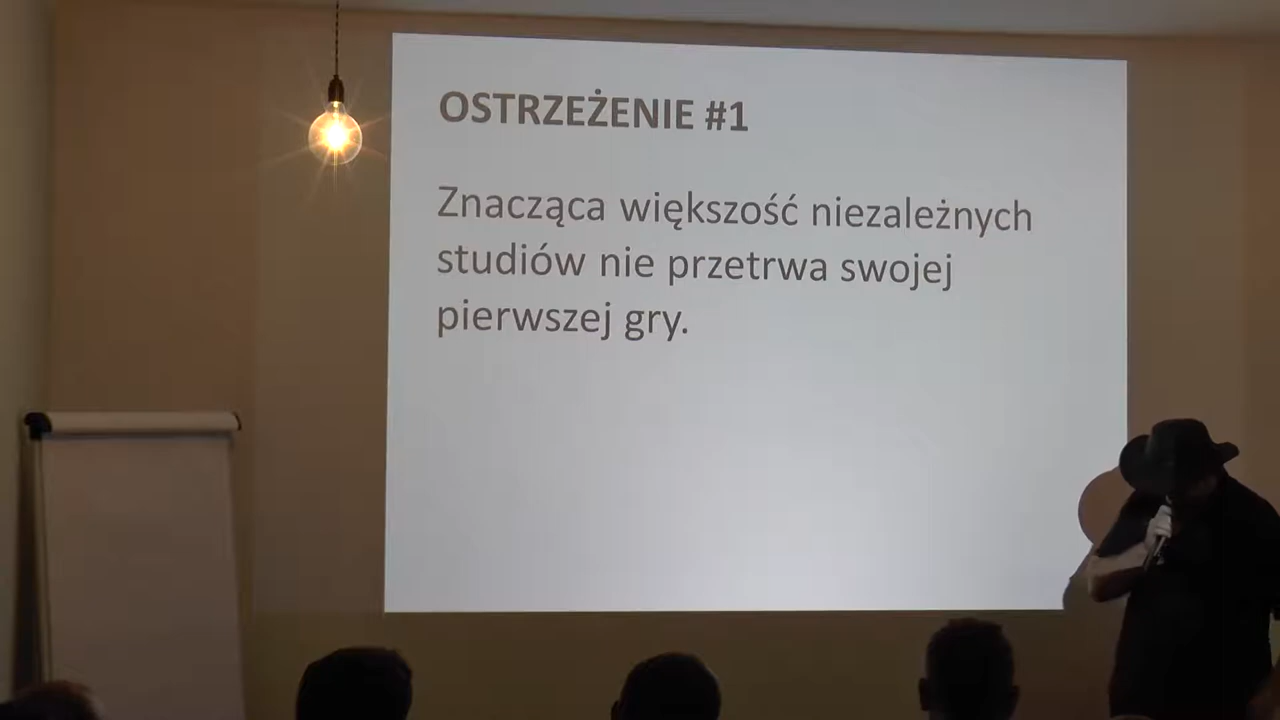 OSTRZEŻENIE #1
Znacząca większość niezależnych
studiów nie przetrwa swojej
pierwszej gry.